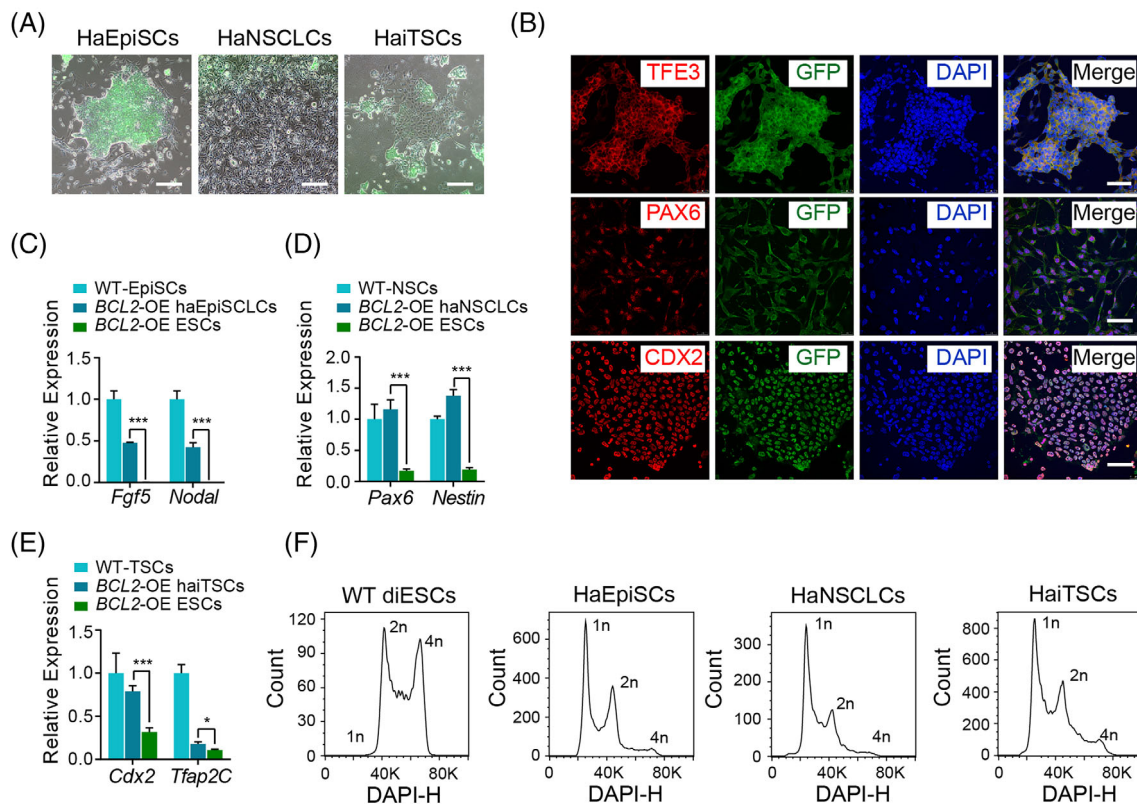 (A)
HaEpiSCs HaNSCLCs HaiTSCs
(B)
TFE3 GFP DAPI Merge
PAX6 GFP DAPI Merge
CDX2 GFP DAPI Merge
(C)
WT-EpiSCs
BCL2-OE haEpiSCLCs
BCL2-OE ESCs
Relative Expression
1.5
1.0
0.5
0.0
*** ***
Fgf5 Nodal
(D)
WT-NSCs
BCL2-OE haNSCLCs
BCL2-OE ESCs
Relative Expression
2.0
1.5
1.0
0.5
0.0
*** ***
Pax6 Nestin
(E)
WT-TSCs
BCL2-OE haiTSCs
BCL2-OE ESCs
Relative Expression
1.5
1.0
0.5
0.0
*** *
Cdx2 Tfap2C
(F)
WT diESCs
Count
120
90
60
30
0
1n 2n 4n
0 40K 80K
DAPI-H
HaEpiSCs
Count
600
400
200
0
1n 2n 4n
0 40K 80K
DAPI-H
HaNSCLCs
Count
300
200
100
0
1n 2n 4n
0 40K 80K
DAPI-H
HaiTSCs
Count
800
600
400
200
0
1n 2n 4n
0 40K 80K
DAPI-H